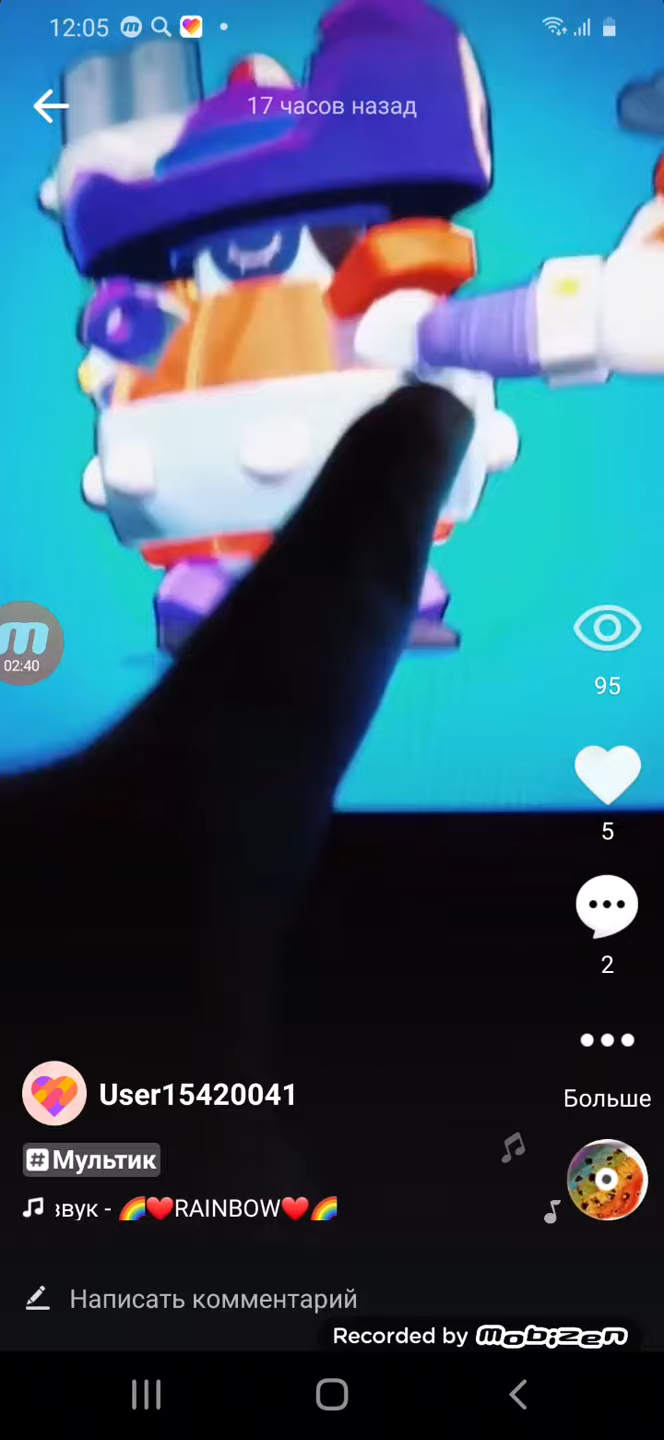 12:05
17 часов назад
02:40
95
5
2
User15420041
Больше
#Мультик
звук - 🌈❤️RAINBOW❤️🌈
Написать комментарий
Recorded by mobizen